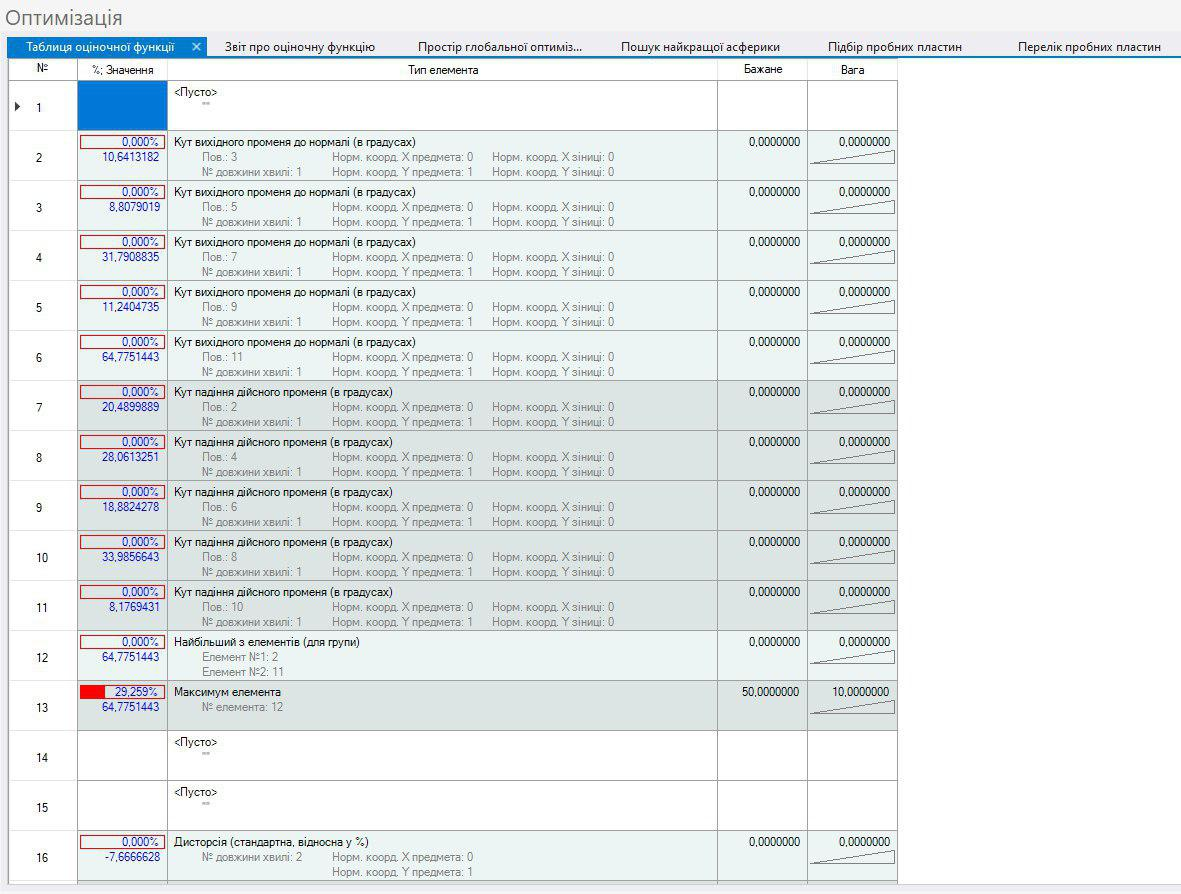 Оптимізація
Таблиця оціночної функції ✕ Звіт про оціночну функцію Простір глобальної оптиміз... Пошук найкращої асферики Підбір пробних пластин Перелік пробних пластин
№ %; Значення Тип елемента Бажане Вага
1 <Пусто>
""
0,000% Кут вихідного променя до нормалі (в градусах) 0,0000000 0,0000000
2 10,6413182 Пов.: 3 Норм. коорд. X предмета: 0 Норм. коорд. X зіниці: 0
№ довжини хвилі: 1 Норм. коорд. Y предмета: 1 Норм. коорд. Y зіниці: 0
0,000% Кут вихідного променя до нормалі (в градусах) 0,0000000 0,0000000
3 8,8079019 Пов.: 5 Норм. коорд. X предмета: 0 Норм. коорд. X зіниці: 0
№ довжини хвилі: 1 Норм. коорд. Y предмета: 1 Норм. коорд. Y зіниці: 0
0,000% Кут вихідного променя до нормалі (в градусах) 0,0000000 0,0000000
4 31,7908835 Пов.: 7 Норм. коорд. X предмета: 0 Норм. коорд. X зіниці: 0
№ довжини хвилі: 1 Норм. коорд. Y предмета: 1 Норм. коорд. Y зіниці: 0
0,000% Кут вихідного променя до нормалі (в градусах) 0,0000000 0,0000000
5 11,2404735 Пов.: 9 Норм. коорд. X предмета: 0 Норм. коорд. X зіниці: 0
№ довжини хвилі: 1 Норм. коорд. Y предмета: 1 Норм. коорд. Y зіниці: 0
0,000% Кут вихідного променя до нормалі (в градусах) 0,0000000 0,0000000
6 64,7751443 Пов.: 11 Норм. коорд. X предмета: 0 Норм. коорд. X зіниці: 0
№ довжини хвилі: 1 Норм. коорд. Y предмета: 1 Норм. коорд. Y зіниці: 0
0,000% Кут падіння дійсного променя (в градусах) 0,0000000 0,0000000
7 20,4899889 Пов.: 2 Норм. коорд. X предмета: 0 Норм. коорд. X зіниці: 0
№ довжини хвилі: 1 Норм. коорд. Y предмета: 1 Норм. коорд. Y зіниці: 0
0,000% Кут падіння дійсного променя (в градусах) 0,0000000 0,0000000
8 28,0613251 Пов.: 4 Норм. коорд. X предмета: 0 Норм. коорд. X зіниці: 0
№ довжини хвилі: 1 Норм. коорд. Y предмета: 1 Норм. коорд. Y зіниці: 0
0,000% Кут падіння дійсного променя (в градусах) 0,0000000 0,0000000
9 18,8824278 Пов.: 6 Норм. коорд. X предмета: 0 Норм. коорд. X зіниці: 0
№ довжини хвилі: 1 Норм. коорд. Y предмета: 1 Норм. коорд. Y зіниці: 0
0,000% Кут падіння дійсного променя (в градусах) 0,0000000 0,0000000
10 33,9856643 Пов.: 8 Норм. коорд. X предмета: 0 Норм. коорд. X зіниці: 0
№ довжини хвилі: 1 Норм. коорд. Y предмета: 1 Норм. коорд. Y зіниці: 0
0,000% Кут падіння дійсного променя (в градусах) 0,0000000 0,0000000
11 8,1769431 Пов.: 10 Норм. коорд. X предмета: 0 Норм. коорд. X зіниці: 0
№ довжини хвилі: 1 Норм. коорд. Y предмета: 1 Норм. коорд. Y зіниці: 0
0,000% Найбільший з елементів (для групи) 0,0000000 0,0000000
12 64,7751443 Елемент №1: 2
Елемент №2: 11
29,259% Максимум елемента 50,0000000 10,0000000
13 64,7751443 № елемента: 12
14 <Пусто>
""
15 <Пусто>
""
0,000% Дисторсія (стандартна, відносна у %) 0,0000000 0,0000000
16 -7,6666628 № довжини хвилі: 2 Норм. коорд. X предмета: 0
Норм. коорд. Y предмета: 1